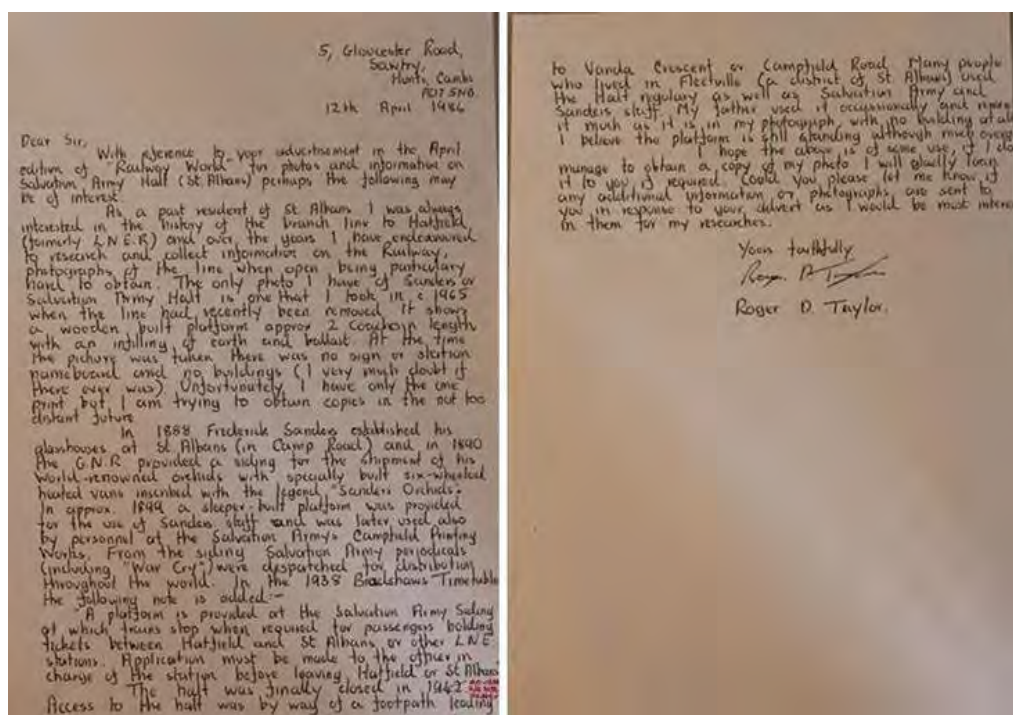 5, Gloucester Road,
Sawtry,
Hunts, Cambs
PE17 5NB.
12th April 1986
Dear Sir,
With reference to your advertisement in the April
edition of "Railway World" for photos and information on
Salvation Army Halt (St Albans) perhaps the following may
be of interest.
As a past resident of St Albans I was always
interested in the history of the branch line to Hatfield
(formerly L.N.E.R) and over the years I have endeavoured
to research and collect information on the Railway,
photographs of the line when open being particulary
hard to obtain. The only photo I have of Sanders or
Salvation Army Halt is one that I took in c 1965
when the line had recently been removed. It shows
a wooden built platform approx 2 coaches in length
with an infilling of earth and ballast. At the time
the picture was taken there was no sign or station
nameboard and no buildings (I very much doubt if
there ever was). Unfortunately I have only the one
print but I am trying to obtain copies in the not too
distant future
In 1888 Frederick Sanders established his
glasshouses at St Albans (in Camp Road) and in 1890
the G.N.R provided a siding for the shipment of his
World-renowned orchids with specially built six-wheeled
heated vans inscribed with the legend "Sanders Orchids".
In approx. 1899 a sleeper-built platform was provided
for the use of Sanders staff and was later used also
by personnel at the Salvation Army's Campfield Printing
Works. From the siding Salvation Army periodicals
(including "War Cry") were despatched for distribution
throughout the world. In the 1938 Bradshaws Timetable
the following note is added:-
A platform is provided at the Salvation Army Siding
at which trains stop when required for passengers holding
tickets between Hatfield and St Albans or other L.N.E.
stations. Application must be made to the officer in
charge of the station before leaving Hatfield or St Albans
The halt was finally closed in 1942
Access to the halt was by way of a footpath leading
to Vanda Crescent or Campfield Road. Many people
who lived in Fleetville (a district of St Albans) used
the Halt regulary as well as Salvation Army and
Sanders staff. My father used it occassionally and
it much as it is in my photograph, with no building at all
I believe the platform is still standing although much
I hope the above is of some use, if I do
manage to obtain a copy of my photo I will gladly loan
it to you if required. Could you please let me know if
any additional information or photographs, are sent to
you in response to your advert as I would be most
in them for my researches.
Yours faithfully
Roger D Taylor
Roger D. Taylor.